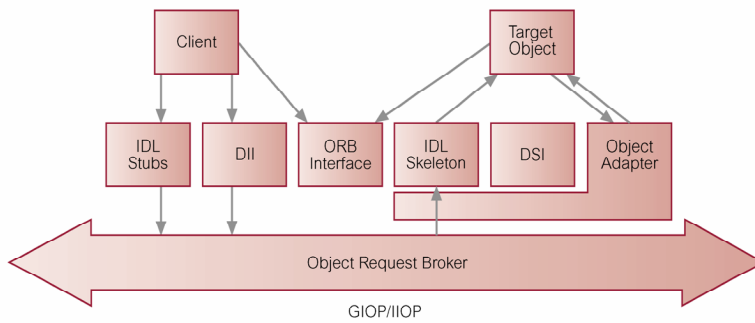 Client
Target
Object
IDL
Stubs
DII
ORB
Interface
IDL
Skeleton
DSI
Object
Adapter
Object Request Broker
GIOP/IIOP